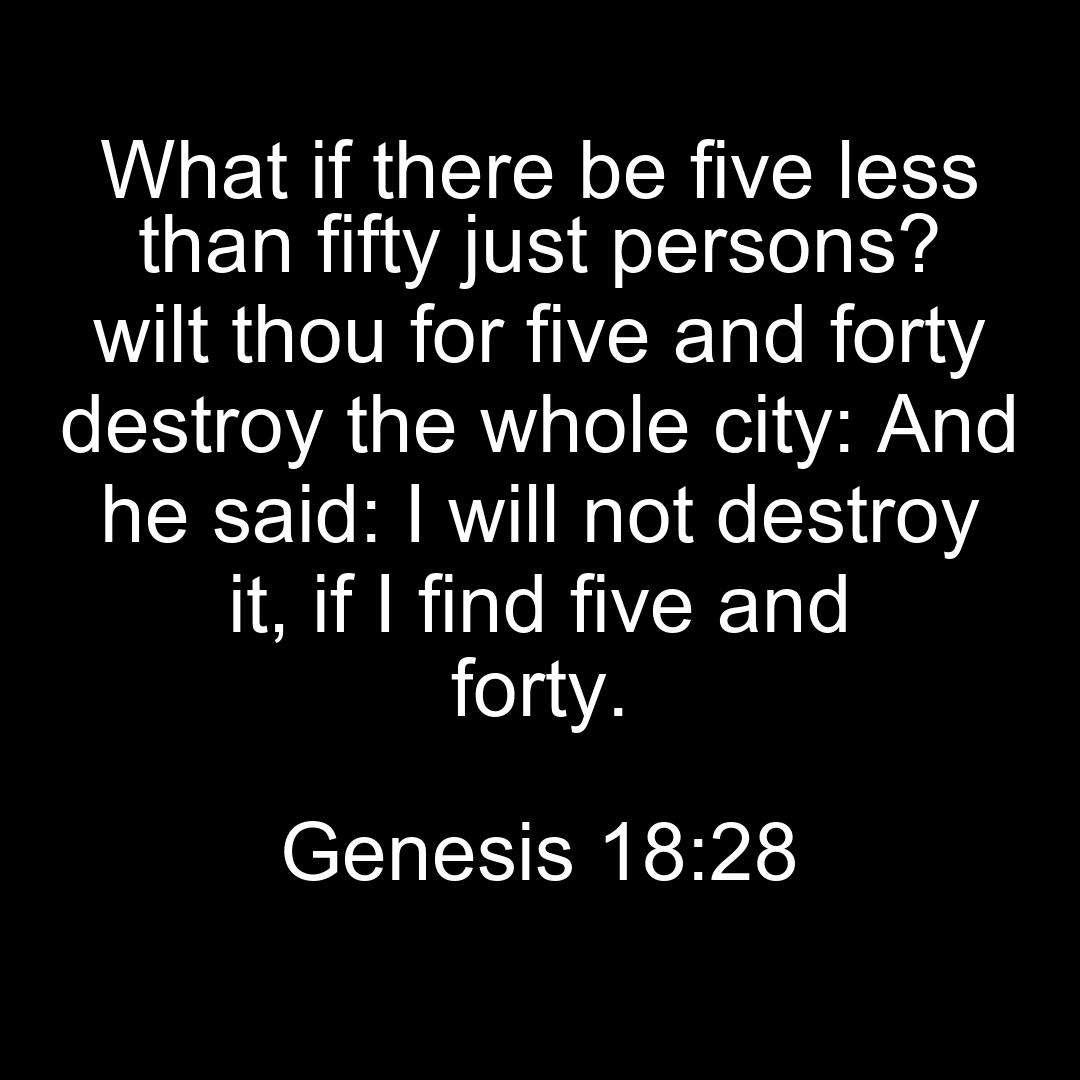 What if there be five less
than fifty just persons?
wilt thou for five and forty
destroy the whole city: And
he said: I will not destroy
it, if I find five and
forty.
Genesis 18:28